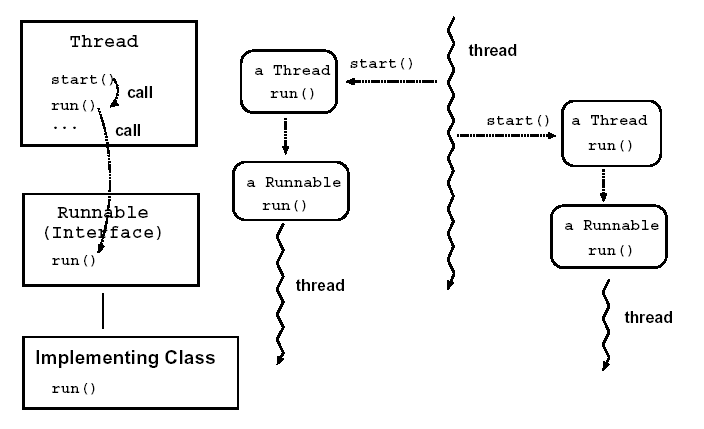 Thread
start()
call
run()
call
...
Runnable
(Interface)
run()
Implementing Class
run()
a Thread
run()
start()
thread
a Runnable
run()
thread
start()
a Thread
run()
a Runnable
run()
thread